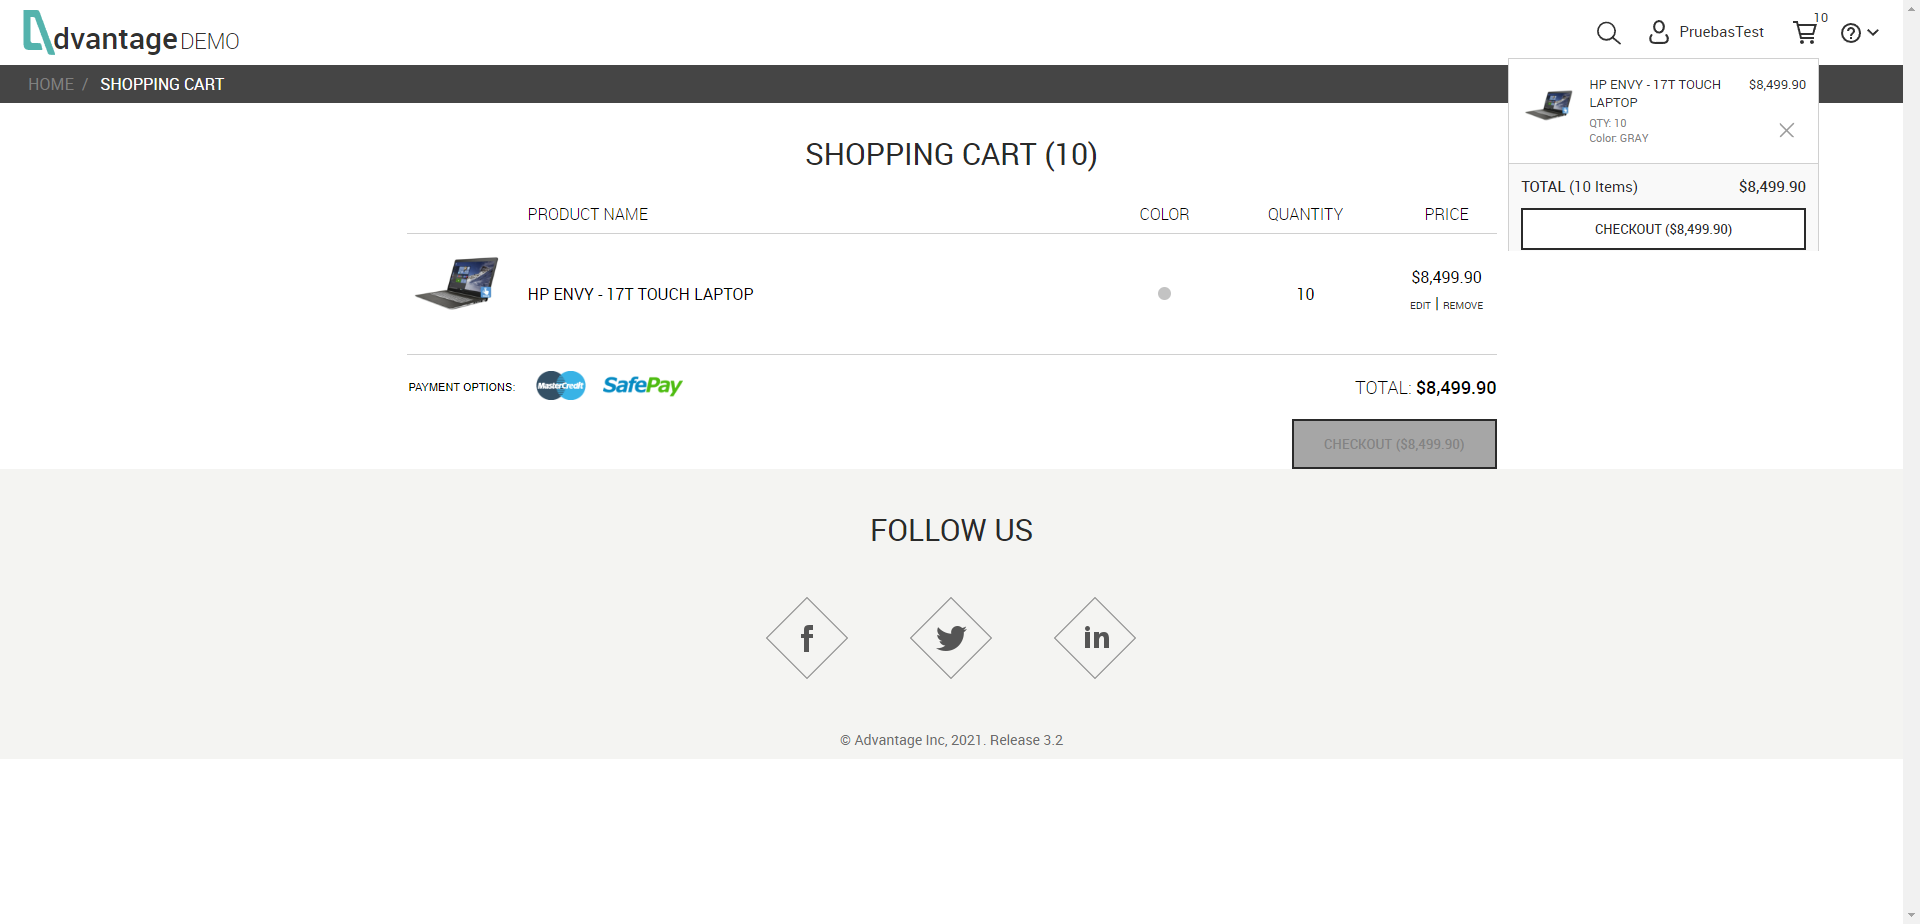 dvantage DEMO
PruebasTest
10
HOME / SHOPPING CART
HP ENVY - 17T TOUCH LAPTOP
$8,499.90
QTY: 10
Color: GRAY
TOTAL (10 Items) $8,499.90
CHECKOUT ($8,499.90)
SHOPPING CART (10)
PRODUCT NAME COLOR QUANTITY PRICE
HP ENVY - 17T TOUCH LAPTOP 10 $8,499.90
EDIT | REMOVE
PAYMENT OPTIONS: MasterCredit SafePay TOTAL: $8,499.90
CHECKOUT ($8,499.90)
FOLLOW US
f in
© Advantage Inc, 2021. Release 3.2